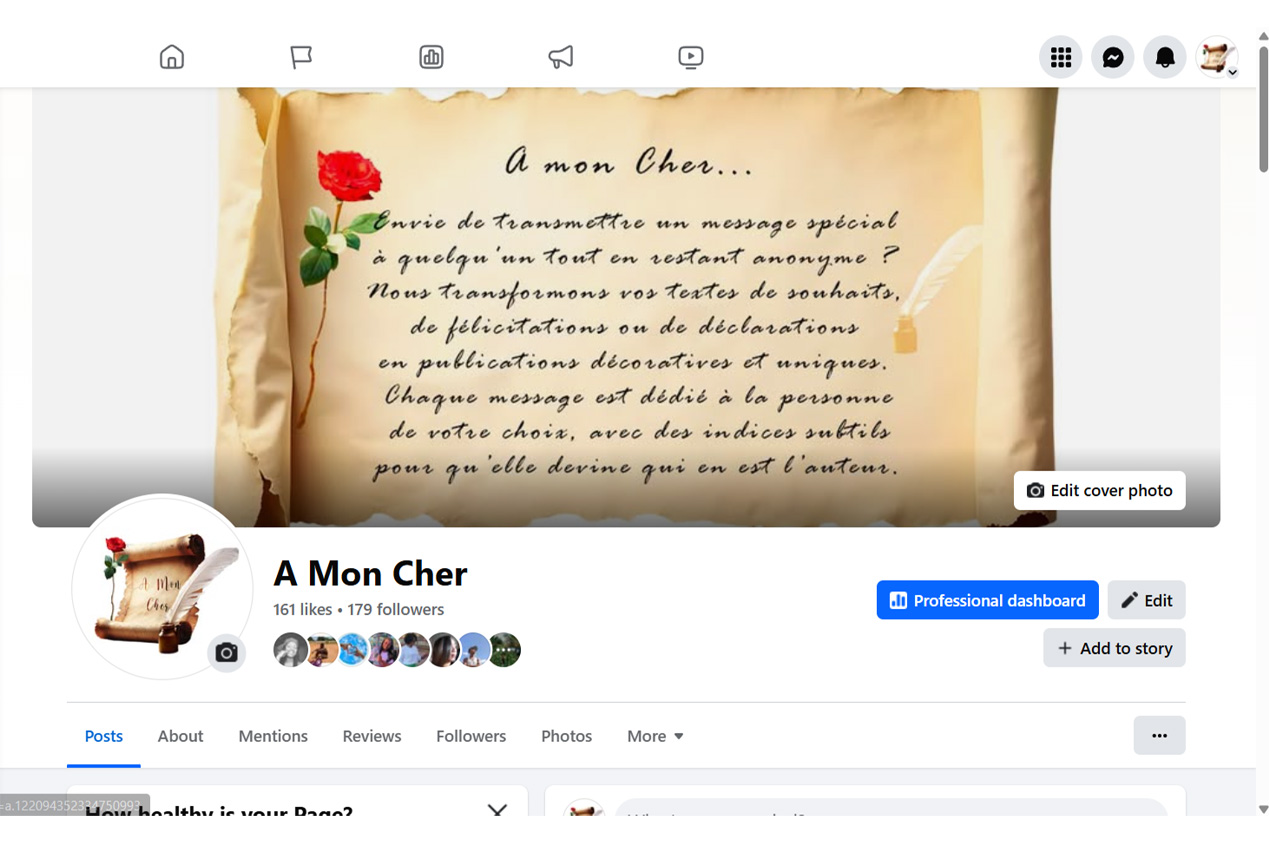 A mon Cher...
Envie de transmettre un message spécial
à quelqu'un tout en restant anonyme ?
Nous transformons vos textes de souhaits,
de félicitations ou de déclarations
en publications décoratives et uniques.
Chaque message est dédié à la personne
de votre choix, avec des indices subtils
pour qu'elle devine qui en est l'auteur.
Edit cover photo
A Mon
Cher
A Mon Cher
161 likes • 179 followers
Professional dashboard
Edit
Add to story
Posts About Mentions Reviews Followers Photos More
=a.122094352334750993
How healthy is your Page?